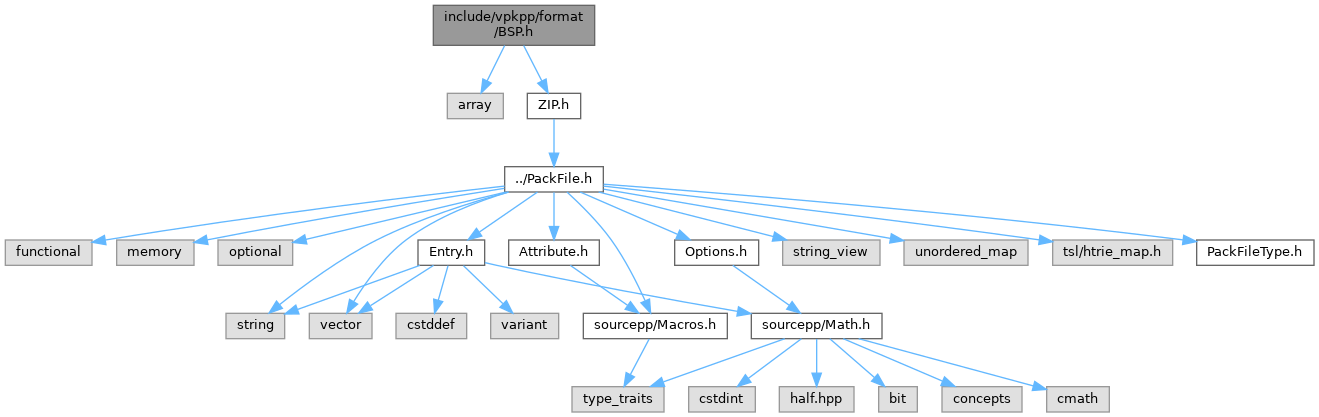 include/vpkpp/format
/BSP.h
array
ZIP.h
../PackFile.h
functional
memory
optional
Entry.h
Attribute.h
Options.h
string_view
unordered_map
tsl/htrie_map.h
PackFileType.h
string
vector
cstddef
variant
sourcepp/Macros.h
sourcepp/Math.h
type_traits
cstdint
half.hpp
bit
concepts
cmath